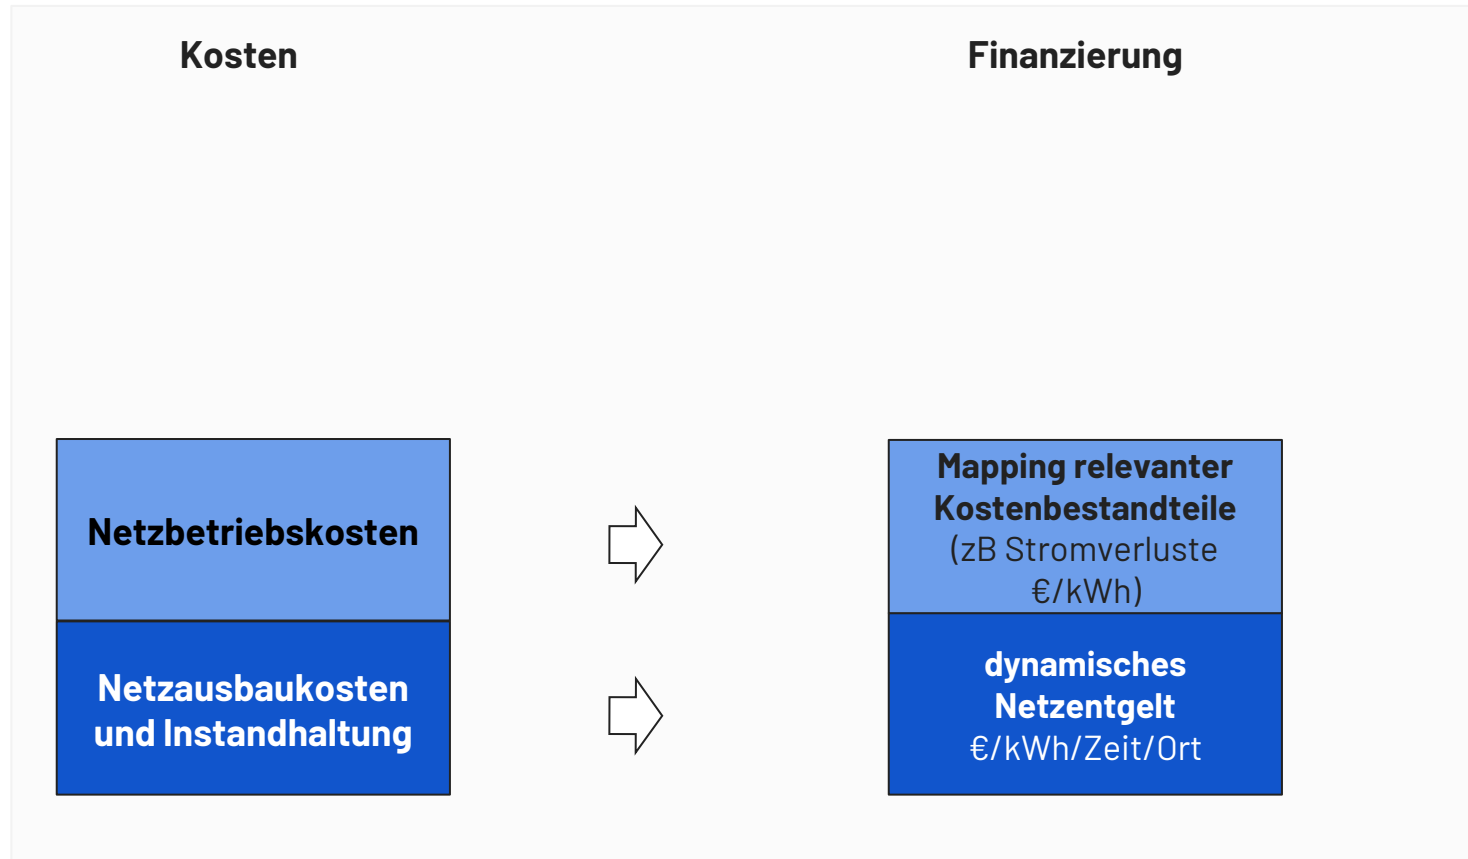 Kosten
Finanzierung
Netzbetriebskosten
Mapping relevanter
Kostenbestandteile
(zB Stromverluste
€/kWh)
Netzausbaukosten
und Instandhaltung
dynamisches
Netzentgelt
€/kWh/Zeit/Ort